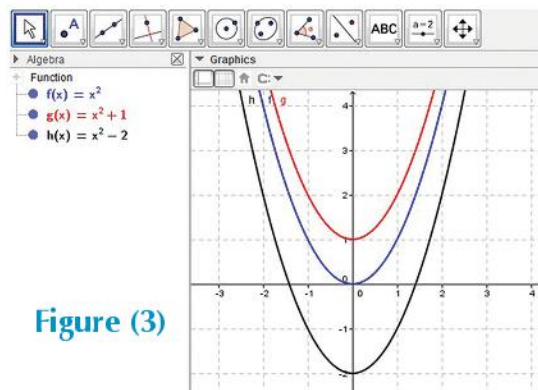 A
ABC
a=2
Algebra
Graphics
Function
f(x) = x²
g(x) = x² + 1
h(x) = x² − 2
h f g
4
3
2
1
0
-3 -2 -1 0 1 2 3 4
-1
-2
Figure (3)